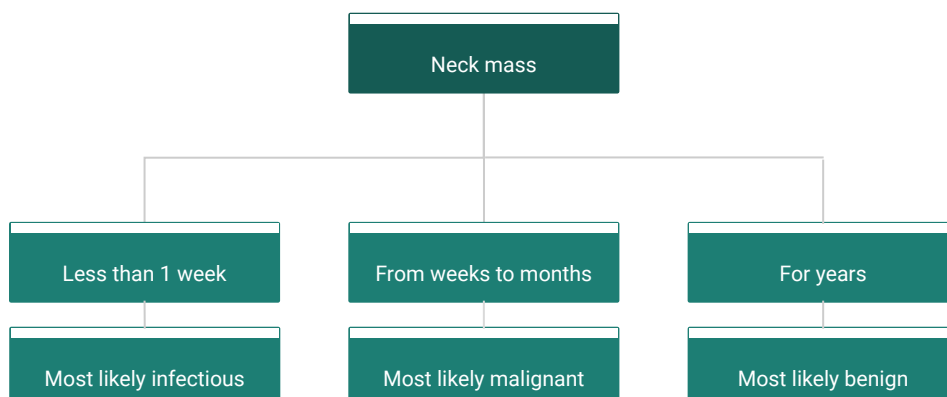 Neck mass
Less than 1 week
From weeks to months
For years
Most likely infectious
Most likely malignant
Most likely benign